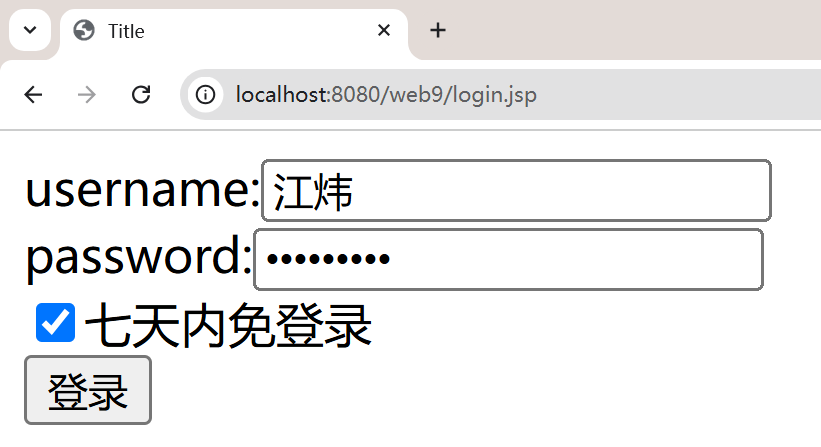 Title
localhost:8080/web9/login.jsp
username:江炜
password:•••••••••
七天内免登录
登录